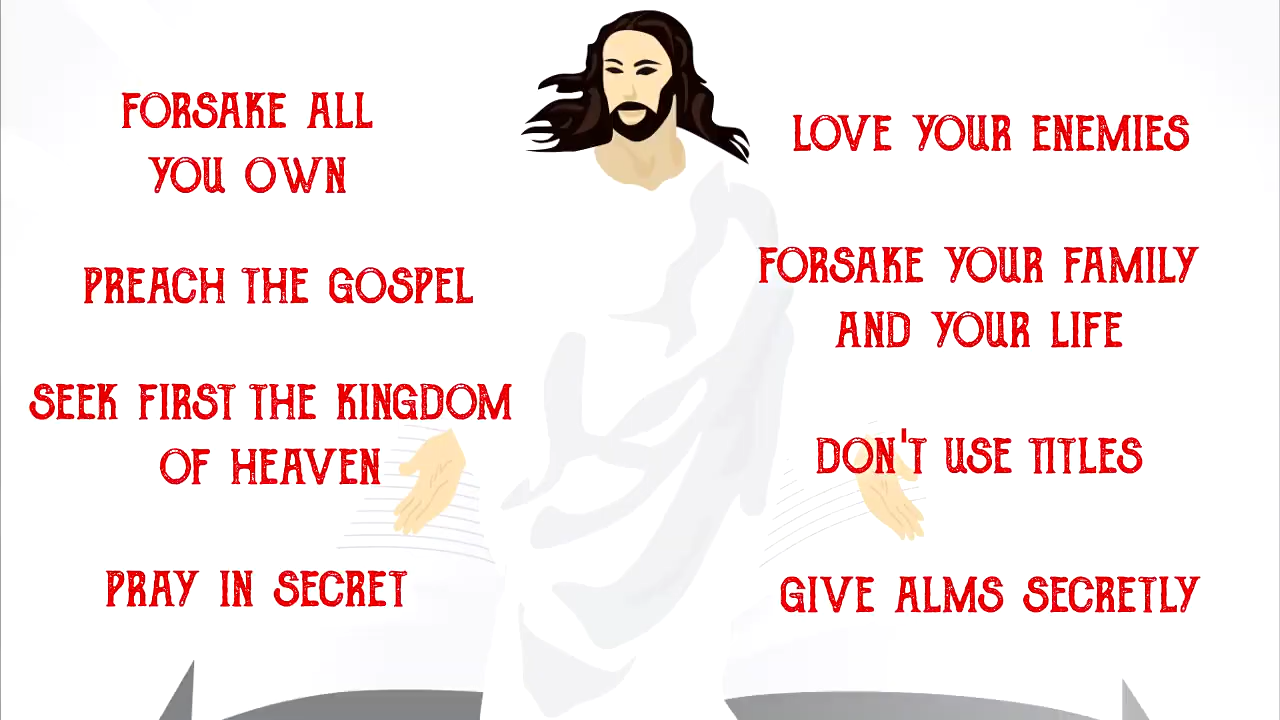 FORSAKE ALL
YOU OWN
PREACH THE GOSPEL
SEEK FIRST THE KINGDOM
OF HEAVEN
PRAY IN SECRET
LOVE YOUR ENEMIES
FORSAKE YOUR FAMILY
AND YOUR LIFE
DON'T USE TITLES
GIVE ALMS SECRETLY